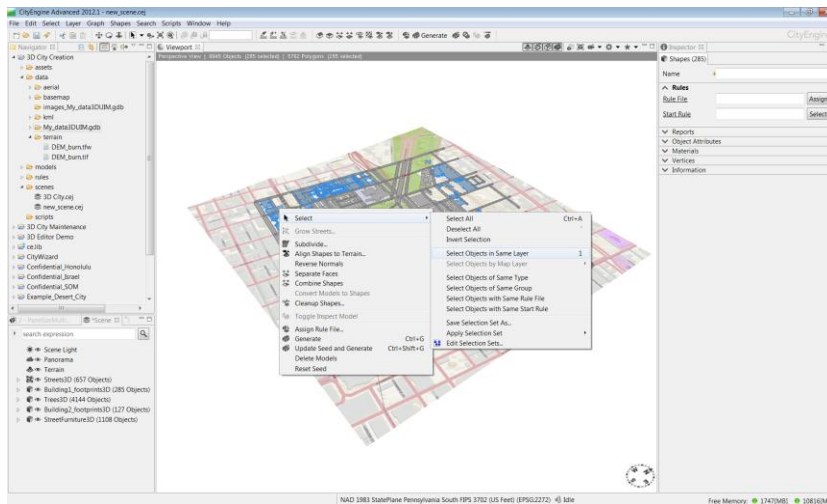 CityEngine Advanced 2012.1 - new_scene.cej
File Edit Select Layer Graph Shapes Search Scripts Window Help
Generate
CityEngine
Navigator
3D City Creation
assets
data
aerial
basemap
images_My_data3DUIM.gdb
kml
My_data3DUIM.gdb
terrain
DEM_burn.tfw
DEM_burn.tif
models
rules
scenes
3D City.cej
new_scene.cej
scripts
3D City Maintenance
3D Editor Demo
ce.lib
CityWizard
Confidential_Honolulu
Confidential_Israel
Confidential_SOM
Example_Desert_City
*Scene
search expression
Scene Light
Panorama
Terrain
Streets3D (657 Objects)
Building1_footprints3D (285 Objects)
Trees3D (4144 Objects)
Building2_footprints3D (127 Objects)
StreetFurniture3D (1108 Objects)
Viewport
Select
Grow Streets...
Subdivide...
Align Shapes to Terrain...
Reverse Normals
Separate Faces
Combine Shapes
Convert Models to Shapes
Cleanup Shapes...
Toggle Inspect Model
Assign Rule File...
Generate Ctrl+G
Update Seed and Generate Ctrl+Shift+G
Delete Models
Reset Seed
Select All Ctrl+A
Deselect All
Invert Selection
Select Objects in Same Layer 1
Select Objects by Map Layer
Select Objects of Same Type
Select Objects of Same Group
Select Objects with Same Rule File
Select Objects with Same Start Rule
Save Selection Set As...
Apply Selection Set
Edit Selection Sets...
Inspector
Shapes (285)
Name
Rules
Rule File Assign
Start Rule Select
Reports
Object Attributes
Materials
Vertices
Information
NAD 1983 StatePlane Pennsylvania South FIPS 3702 (US Feet) (EPSG:2272) Idle
Free Memory: 1747[MB]